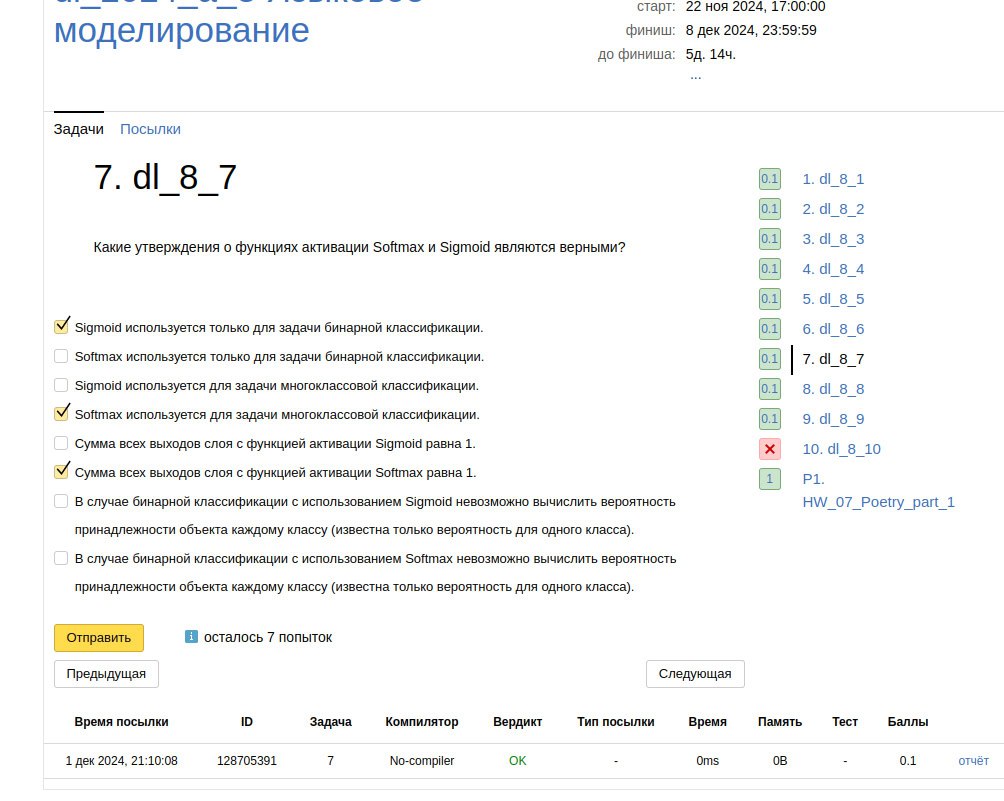 моделирование
старт: 22 ноя 2024, 17:00:00
финиш: 8 дек 2024, 23:59:59
до финиша: 5д. 14ч.
...
Задачи Посылки
7. dl_8_7
Какие утверждения о функциях активации Softmax и Sigmoid являются верными?
Sigmoid используется только для задачи бинарной классификации.
Softmax используется только для задачи бинарной классификации.
Sigmoid используется для задачи многоклассовой классификации.
Softmax используется для задачи многоклассовой классификации.
Сумма всех выходов слоя с функцией активации Sigmoid равна 1.
Сумма всех выходов слоя с функцией активации Softmax равна 1.
В случае бинарной классификации с использованием Sigmoid невозможно вычислить вероятность
принадлежности объекта каждому классу (известна только вероятность для одного класса).
В случае бинарной классификации с использованием Softmax невозможно вычислить вероятность
принадлежности объекта каждому классу (известна только вероятность для одного класса).
0.1 1. dl_8_1
0.1 2. dl_8_2
0.1 3. dl_8_3
0.1 4. dl_8_4
0.1 5. dl_8_5
0.1 6. dl_8_6
0.1 7. dl_8_7
0.1 8. dl_8_8
0.1 9. dl_8_9
10. dl_8_10
1 P1.
HW_07_Poetry_part_1
Отправить i осталось 7 попыток
Предыдущая Следующая
Время посылки ID Задача Компилятор Вердикт Тип посылки Время Память Тест Баллы
1 дек 2024, 21:10:08 128705391 7 No-compiler OK - 0ms 0B - 0.1 отчёт